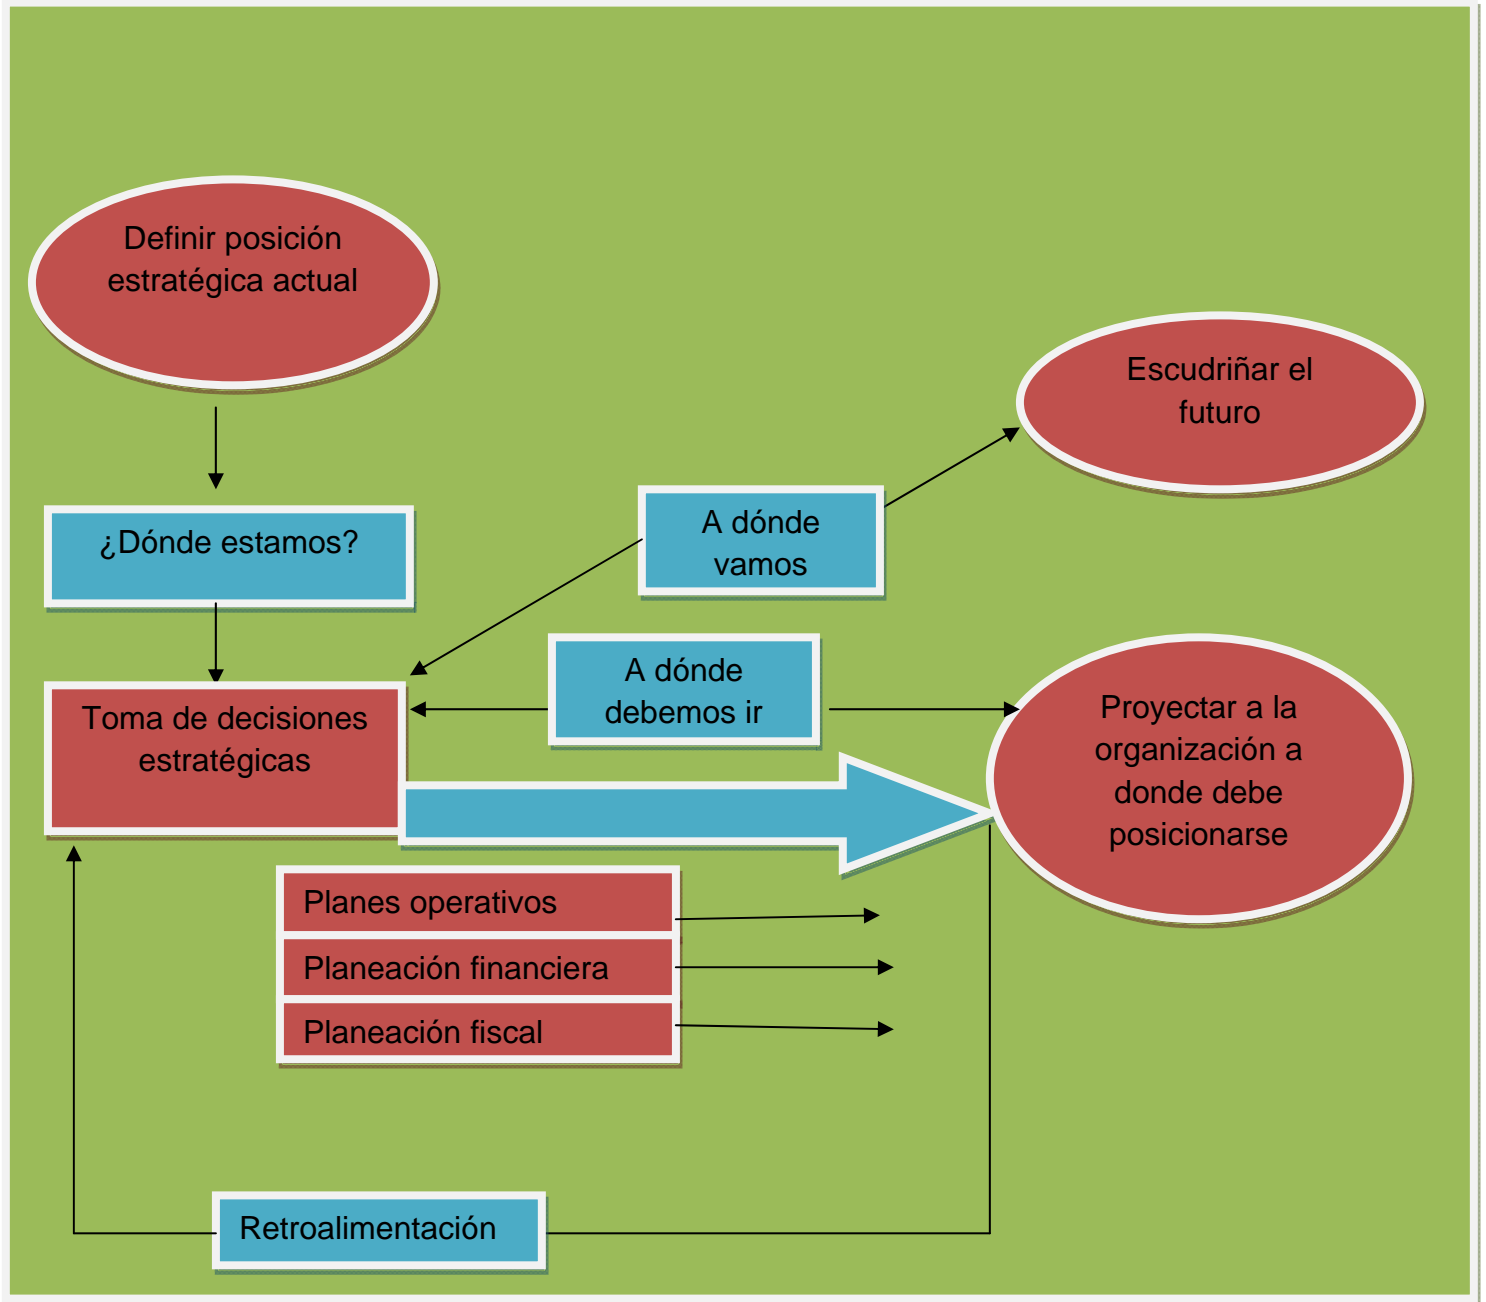 Definir posición
estratégica actual
Escudriñar el
futuro
¿Dónde estamos?
A dónde
vamos
A dónde
debemos ir
Toma de decisiones
estratégicas
Proyectar a la
organización a
donde debe
posicionarse
Planes operativos
Planeación financiera
Planeación fiscal
Retroalimentación